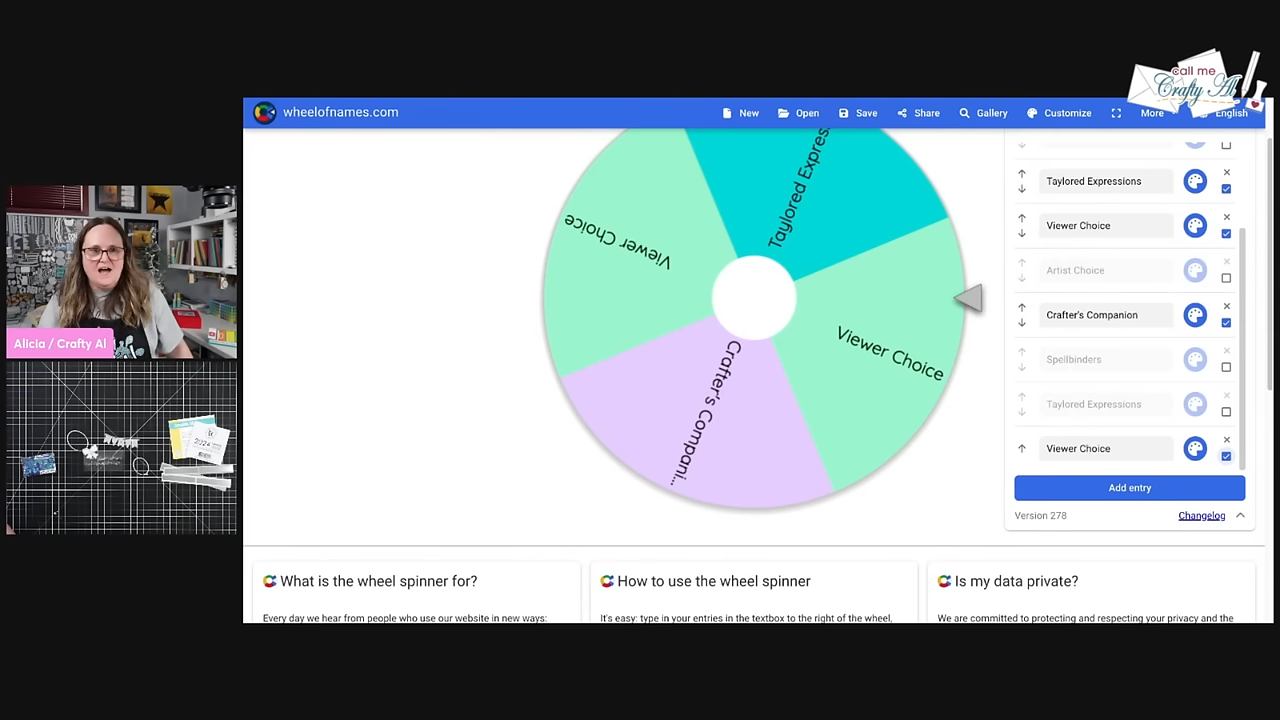 call me
Crafty Al
wheelofnames.com
New
Open
Save
Share
Gallery
Customize
More
English
Taylored Expres
Viewer Choice
Viewer Choice
Crafter's Compani...
Taylored Expressions
Viewer Choice
Artist Choice
Crafter's Companion
Spellbinders
Taylored Expressions
Viewer Choice
Add entry
Version 278
Changelog
Alicia / Crafty Al
2024
What is the wheel spinner for?
Every day we hear from people who use our website in new ways:
How to use the wheel spinner
It's easy: type in your entries in the textbox to the right of the wheel,
Is my data private?
We are committed to protecting and respecting your privacy and the